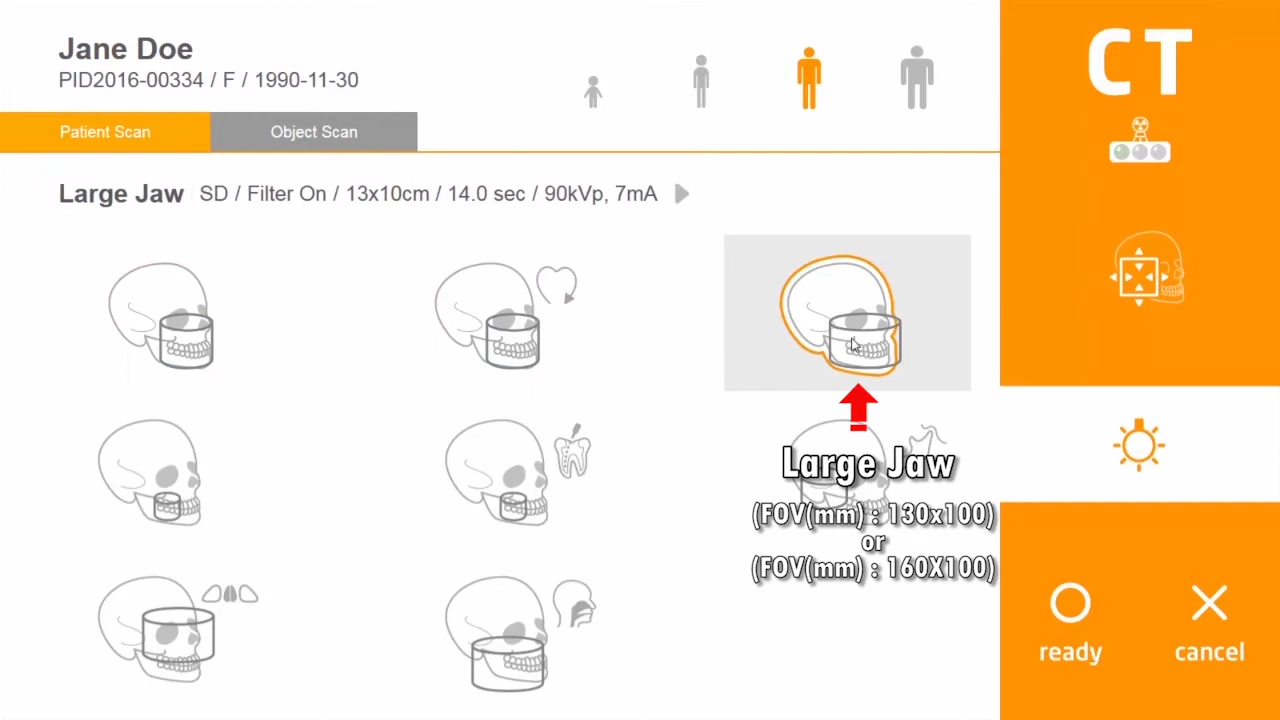 Jane Doe
PID2016-00334 / F / 1990-11-30
Patient Scan
Object Scan
Large Jaw SD / Filter On / 13x10cm / 14.0 sec / 90kVp, 7mA
Large Jaw
(FOV(mm) : 130x100)
or
(FOV(mm) : 160X100)
CT
ready
cancel